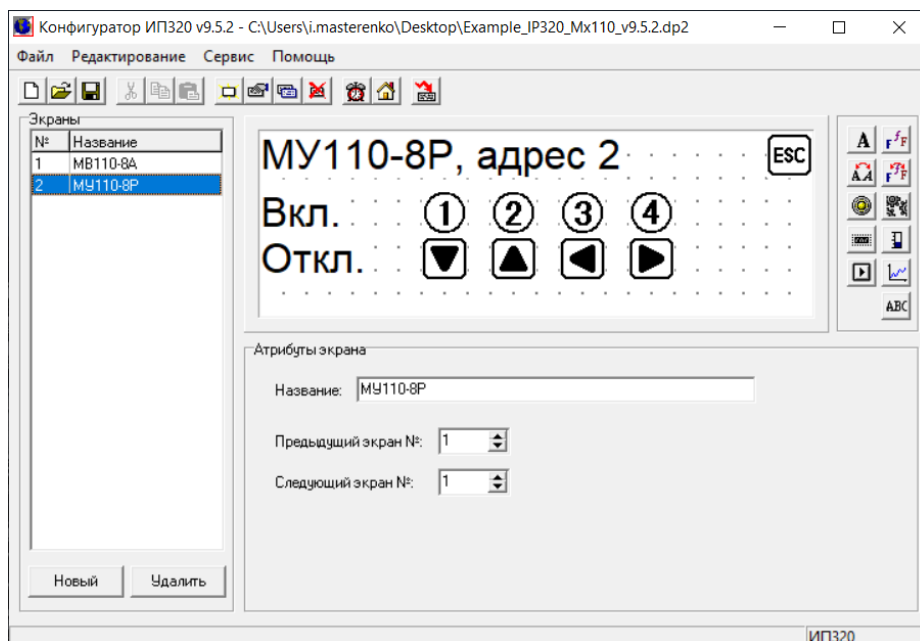 Конфигуратор ИП320 v9.5.2 - C:\Users\i.masterenko\Desktop\Example_IP320_Mx110_v9.5.2.dp2
Файл Редактирование Сервис Помощь
Экраны
№ Название
1 МВ110-8А
2 МУ110-8Р
МУ110-8Р, адрес 2 ESC
Вкл. 1 2 3 4
Откл.
A F f F
A A F F
ABC
Атрибуты экрана
Название: МУ110-8Р
Предыдущий экран №: 1
Следующий экран №: 1
Новый Удалить
ИП320